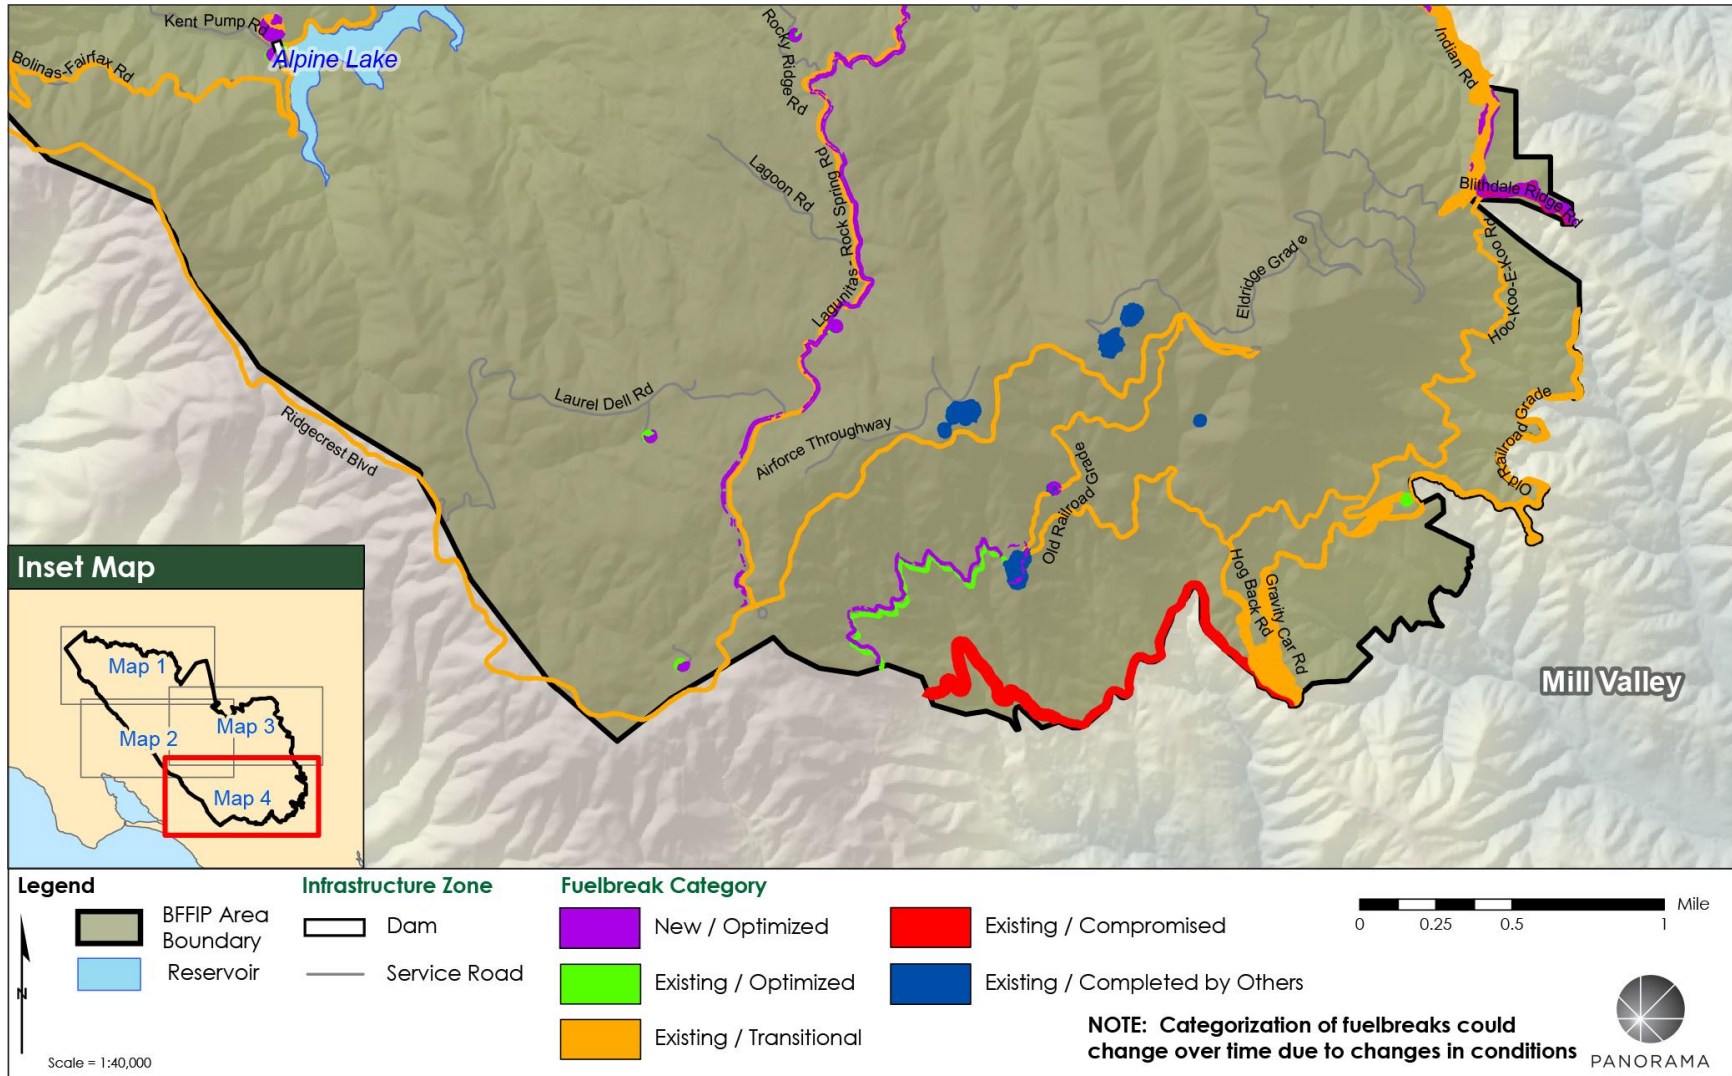 Kent Pump Rd
Bolinas-Fairfax Rd
Alpine Lake
Rocky Ridge Rd
Indian Rd
Lagoon Rd
Lagunitas - Rock Spring Rd
Blithdale Ridge Rd
Hoo-Koo-E-Koo Rd
Eldridge Grade
Laurel Dell Rd
Ridgecrest Blvd
Airforce Throughway
Old Railroad Grade
Old Railroad Grade
Hog Back Rd
Gravity Car Rd
Mill Valley
Inset Map
Map 1
Map 2
Map 3
Map 4
Legend
BFFIP Area
Boundary
Reservoir
N
Scale = 1:40,000
Infrastructure Zone
Dam
Service Road
Fuelbreak Category
New / Optimized
Existing / Optimized
Existing / Transitional
Existing / Compromised
Existing / Completed by Others
Mile
0 0.25 0.5 1
NOTE: Categorization of fuelbreaks could
change over time due to changes in conditions
PANORAMA